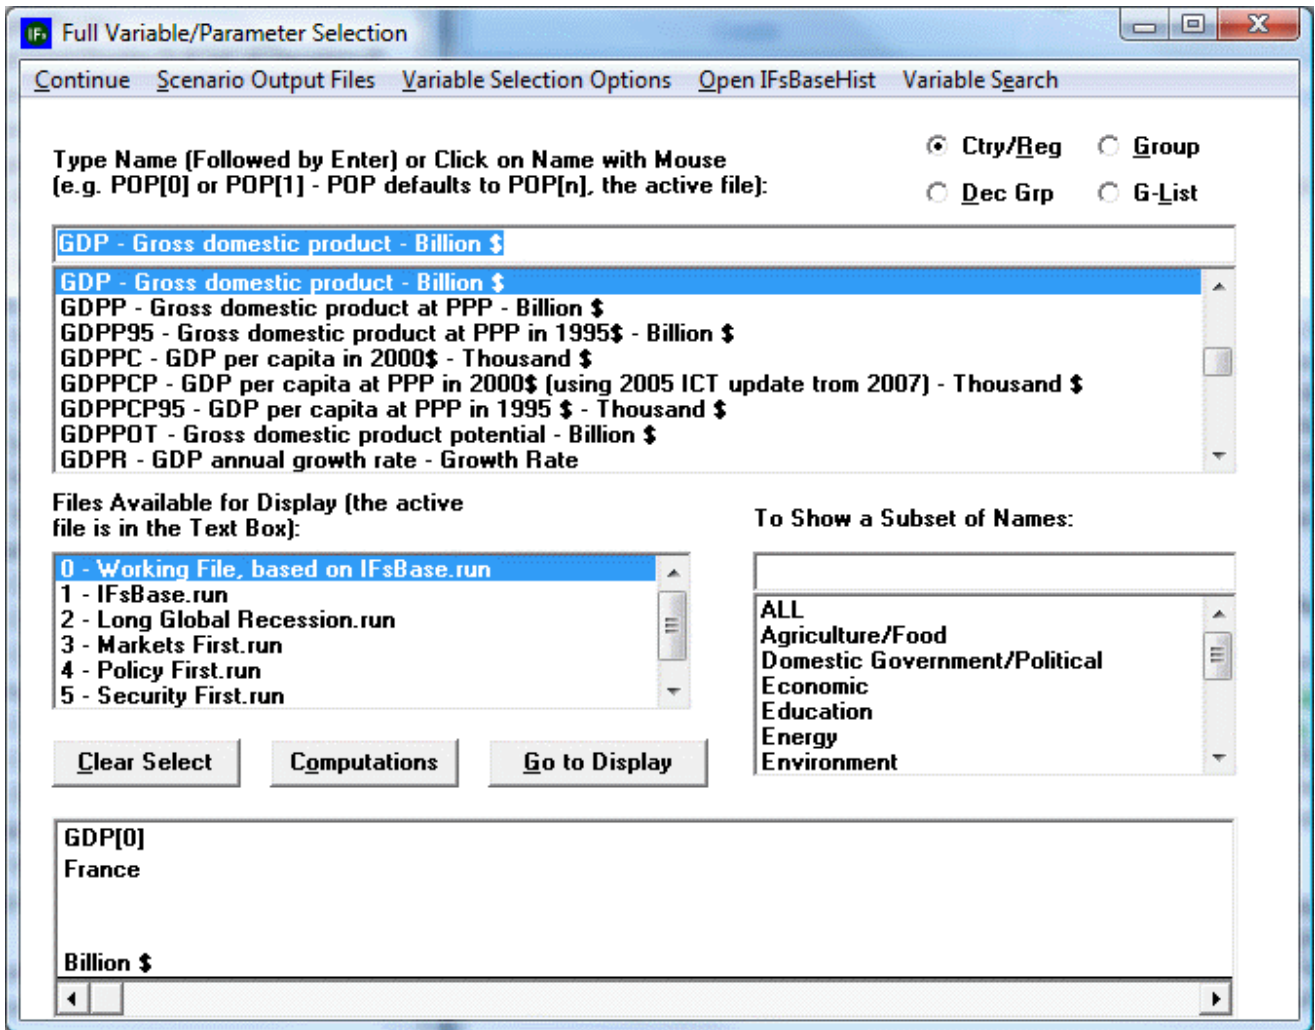 IFs Full Variable/Parameter Selection
Continue Scenario Output Files Variable Selection Options Open IFsBaseHist Variable Search
Type Name (Followed by Enter) or Click on Name with Mouse
(e.g. POP[0] or POP[1] - POP defaults to POP[n], the active file):
Ctry/Reg Group
Dec Grp G-List
GDP - Gross domestic product - Billion $
GDP - Gross domestic product - Billion $
GDPP - Gross domestic product at PPP - Billion $
GDPP95 - Gross domestic product at PPP in 1995$ - Billion $
GDPPC - GDP per capita in 2000$ - Thousand $
GDPPCP - GDP per capita at PPP in 2000$ (using 2005 ICT update trom 2007) - Thousand $
GDPPCP95 - GDP per capita at PPP in 1995 $ - Thousand $
GDPPOT - Gross domestic product potential - Billion $
GDPR - GDP annual growth rate - Growth Rate
Files Available for Display (the active
file is in the Text Box):
0 - Working File, based on IFsBase.run
1 - IFsBase.run
2 - Long Global Recession.run
3 - Markets First.run
4 - Policy First.run
5 - Security First.run
To Show a Subset of Names:
ALL
Agriculture/Food
Domestic Government/Political
Economic
Education
Energy
Environment
Clear Select Computations Go to Display
GDP[0]
France
Billion $